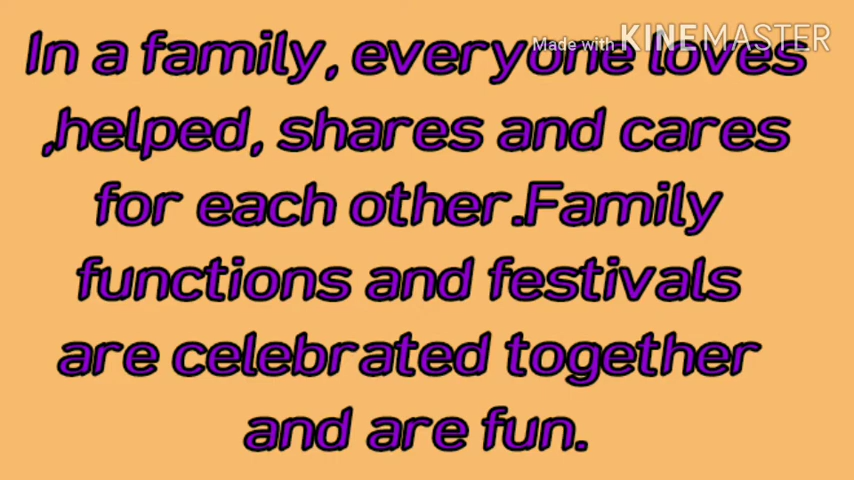 Made with KINEMASTER
In a family, everyone loves
,helped, shares and cares
for each other.Family
functions and festivals
are celebrated together
and are fun.